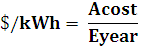 $/kWh = Acost / Eyear